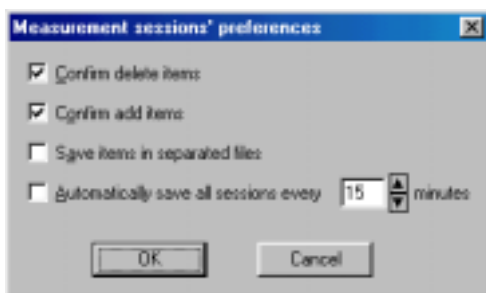 Measurement sessions' preferences
Confirm delete items
Confirm add items
Save items in separated files
Automatically save all sessions every 15 minutes
OK Cancel